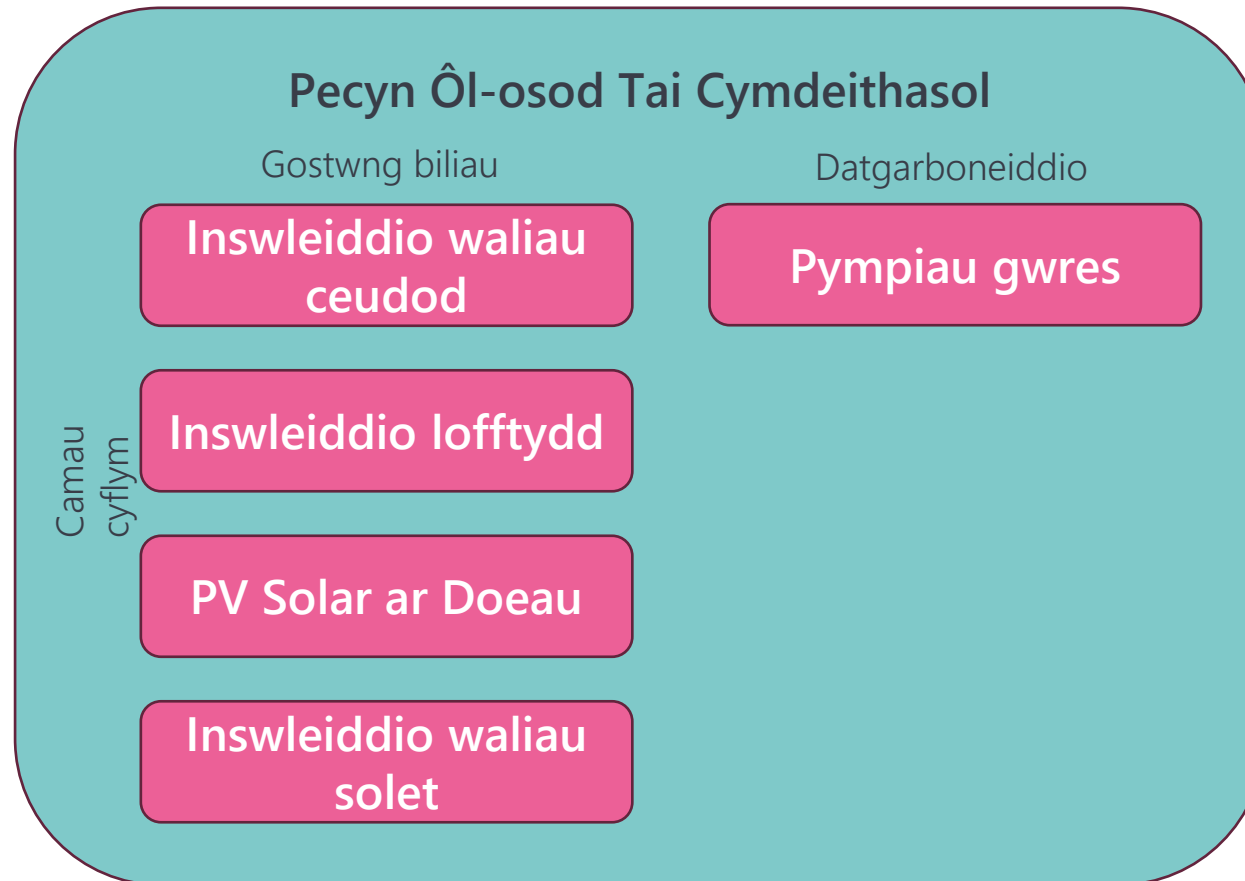 Pecyn Ôl-osod Tai Cymdeithasol
Gostwng biliau
Datgarboneiddio
Inswleiddio waliau
ceudod
Pympiau gwres
Camau
cyflym
Inswleiddio lofftydd
PV Solar ar Doeau
Inswleiddio waliau
solet